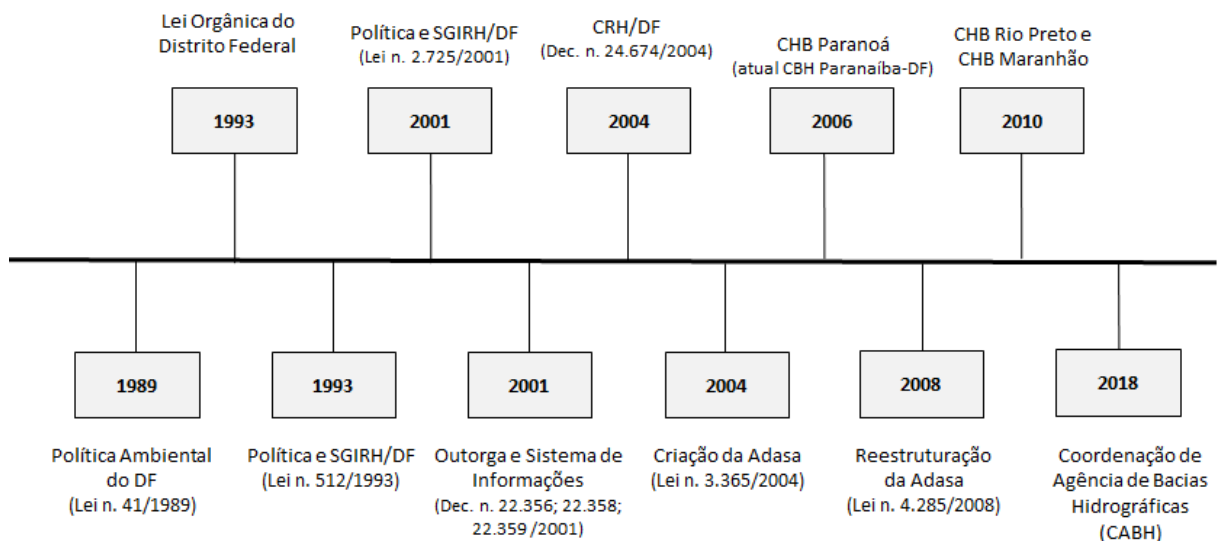 Lei Orgânica do
Distrito Federal
Política e SGIRH/DF
(Lei n. 2.725/2001)
CRH/DF
(Dec. n. 24.674/2004)
CHB Paranoá
(atual CBH Paranaíba-DF)
CHB Rio Preto e
CHB Maranhão
1993
2001
2004
2006
2010
1989
1993
2001
2004
2008
2018
Política Ambiental
do DF
(Lei n. 41/1989)
Política e SGIRH/DF
(Lei n. 512/1993)
Outorga e Sistema de
Informações
(Dec. n. 22.356; 22.358;
22.359/2001)
Criação da Adasa
(Lei n. 3.365/2004)
Reestruturação
da Adasa
(Lei n. 4.285/2008)
Coordenação de
Agência de Bacias
Hidrográficas
(CABH)